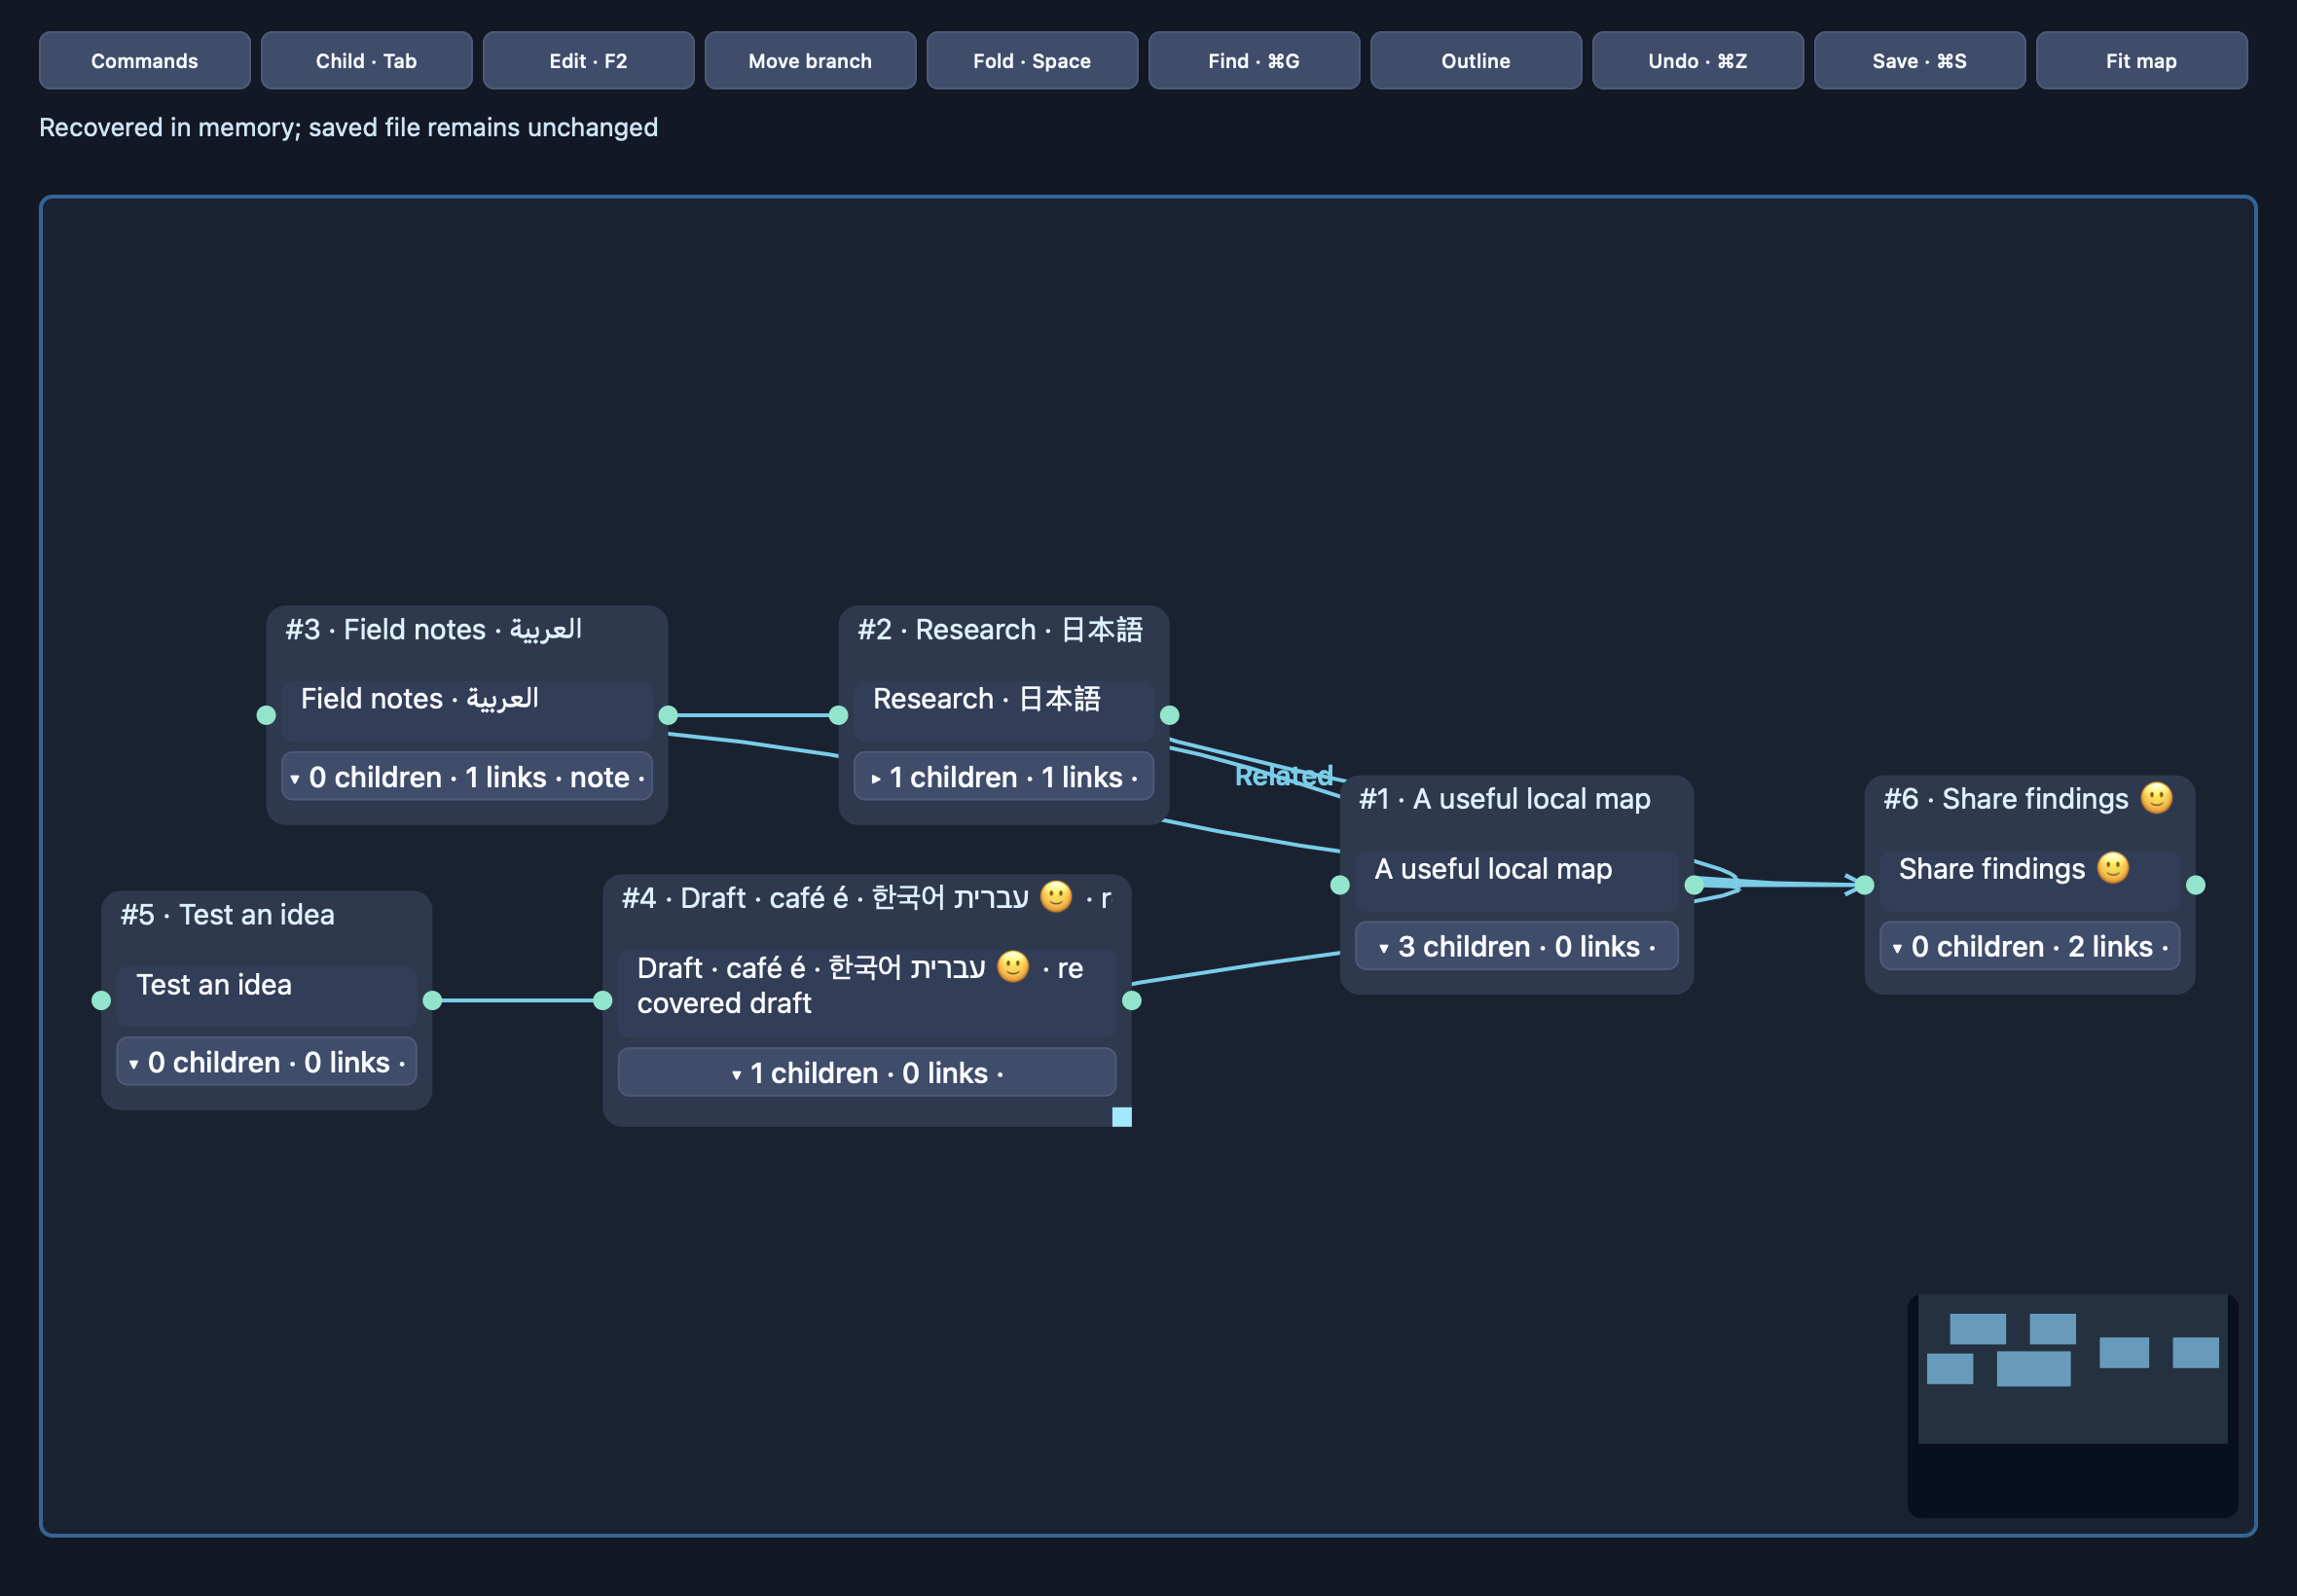 Commands
Child · Tab
Edit · F2
Move branch
Fold · Space
Find · ⌘G
Outline
Undo · ⌘Z
Save · ⌘S
Fit map
Recovered in memory; saved file remains unchanged
#3 · Field notes · العربية
Field notes · العربية
▾ 0 children · 1 links · note ·
#2 · Research · 日本語
Research · 日本語
▸ 1 children · 1 links ·
Related
#1 · A useful local map
A useful local map
▾ 3 children · 0 links ·
#6 · Share findings 🙂
Share findings 🙂
▾ 0 children · 2 links ·
#5 · Test an idea
Test an idea
▾ 0 children · 0 links ·
#4 · Draft · café é · 한국어 עברית 🙂 · r
Draft · café é · 한국어 עברית 🙂 · re
covered draft
▾ 1 children · 0 links ·